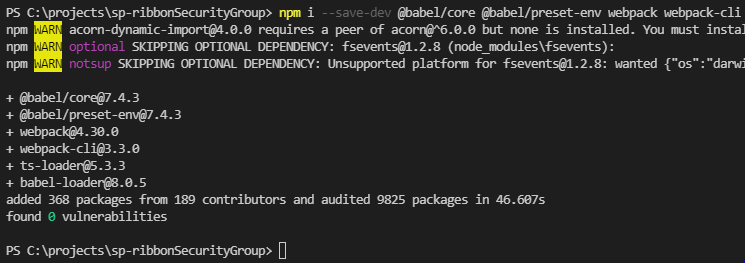 PS C:\projects\sp-ribbonSecurityGroup> npm i --save-dev @babel/core @babel/preset-env webpack webpack-cli
npm WARN acorn-dynamic-import@4.0.0 requires a peer of acorn@^6.0.0 but none is installed. You must instal
npm WARN optional SKIPPING OPTIONAL DEPENDENCY: fsevents@1.2.8 (node_modules\fsevents):
npm WARN notsup SKIPPING OPTIONAL DEPENDENCY: Unsupported platform for fsevents@1.2.8: wanted {"os":"darwi
+ @babel/core@7.4.3
+ @babel/preset-env@7.4.3
+ webpack@4.30.0
+ webpack-cli@3.3.0
+ ts-loader@5.3.3
+ babel-loader@8.0.5
added 368 packages from 189 contributors and audited 9825 packages in 46.607s
found 0 vulnerabilities
PS C:\projects\sp-ribbonSecurityGroup>